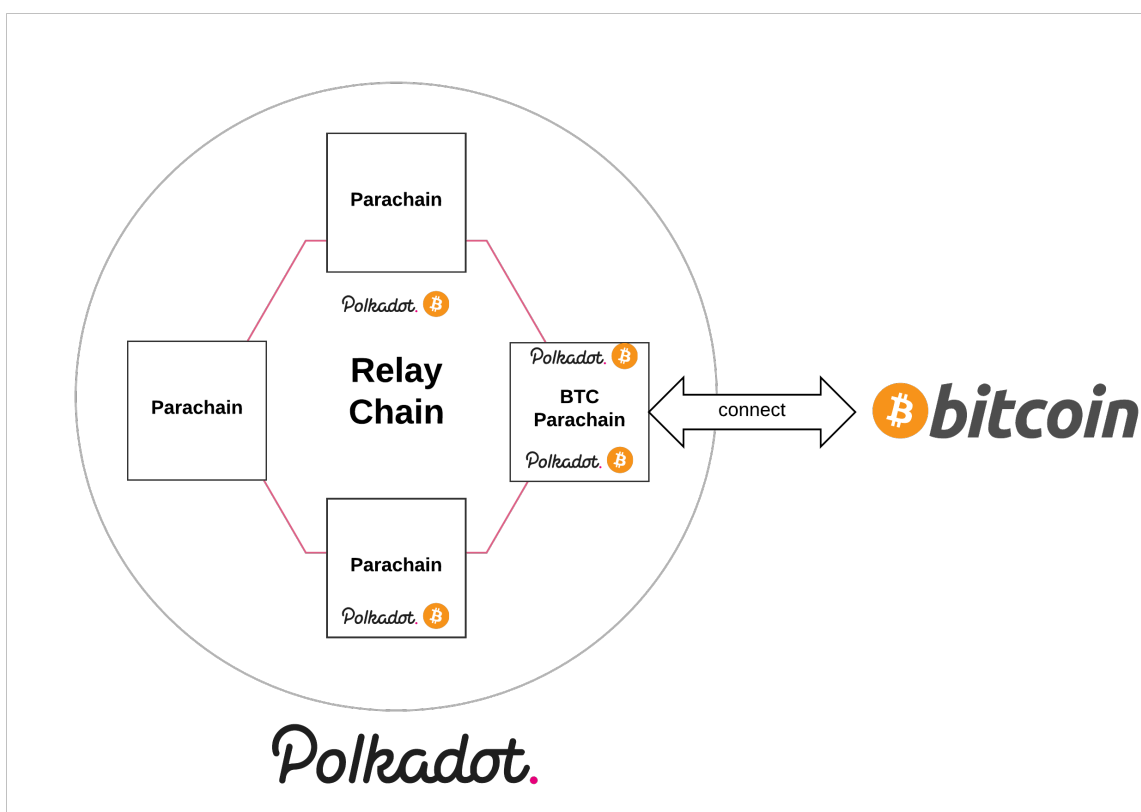 Parachain
Polkadot.
Relay
Chain
Parachain
Polkadot.
BTC
Parachain
Polkadot.
connect
bitcoin
Parachain
Polkadot.
Polkadot.